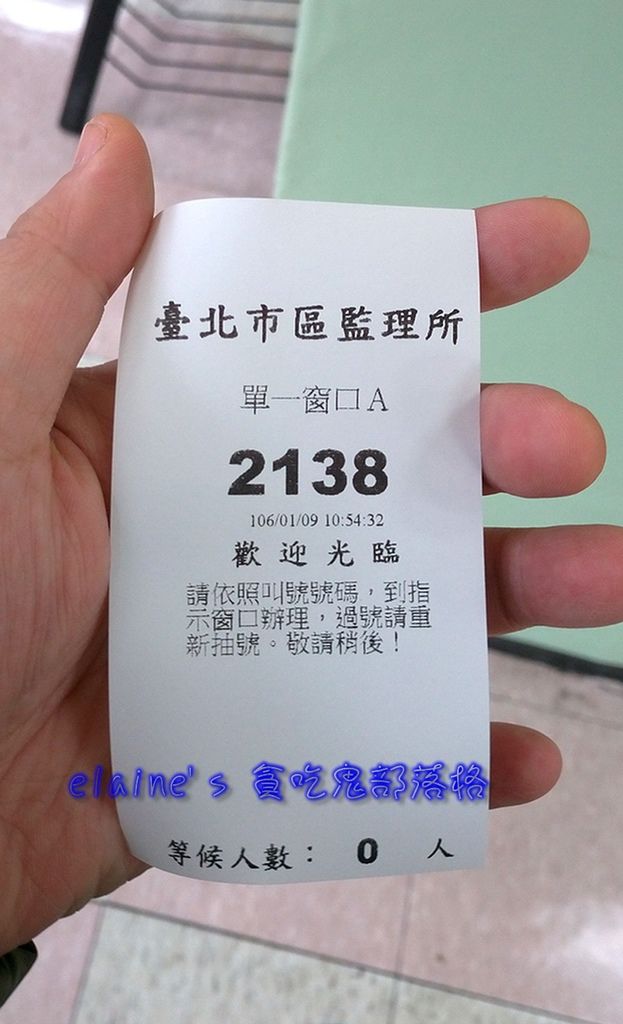 臺北市區監理所
單一窗口A
2138
106/01/09 10:54:32
歡迎光臨
請依照叫號號碼，到指
示窗口辦理，過號請重
新抽號。敬請稍後！
elaine's 貪吃鬼部落格
等候人數： 0 人